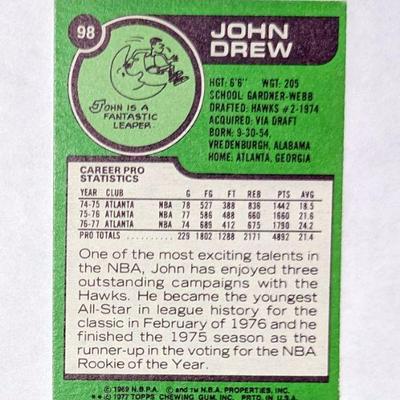 98
JOHN
DREW
HGT: 6'6" WGT: 205
SCHOOL: GARDNER-WEBB
DRAFTED: HAWKS #2-1974
ACQUIRED: VIA DRAFT
BORN: 9-30-54,
VREDENBURGH, ALABAMA
HOME: ATLANTA, GEORGIA
JOHN IS A
FANTASTIC
LEAPER.
CAREER PRO
STATISTICS
YEAR CLUB G FG FT REB PTS AVG
74-75 ATLANTA NBA 78 527 388 836 1442 18.5
75-76 ATLANTA NBA 77 586 488 660 1660 21.6
76-77 ATLANTA NBA 74 689 412 675 1790 24.2
PRO TOTALS 229 1802 1288 2171 4892 21.4
One of the most exciting talents in
the NBA, John has enjoyed three
outstanding campaigns with the
Hawks. He became the youngest
All-Star in league history for the
classic in February of 1976 and he
finished the 1975 season as the
runner-up in the voting for the NBA
Rookie of the Year.
© 1969 N.B.P.A. © and ™ N.B.A. PROPERTIES, INC.
*© 1977 TOPPS CHEWING GUM, INC. PRTD. IN U.S.A.